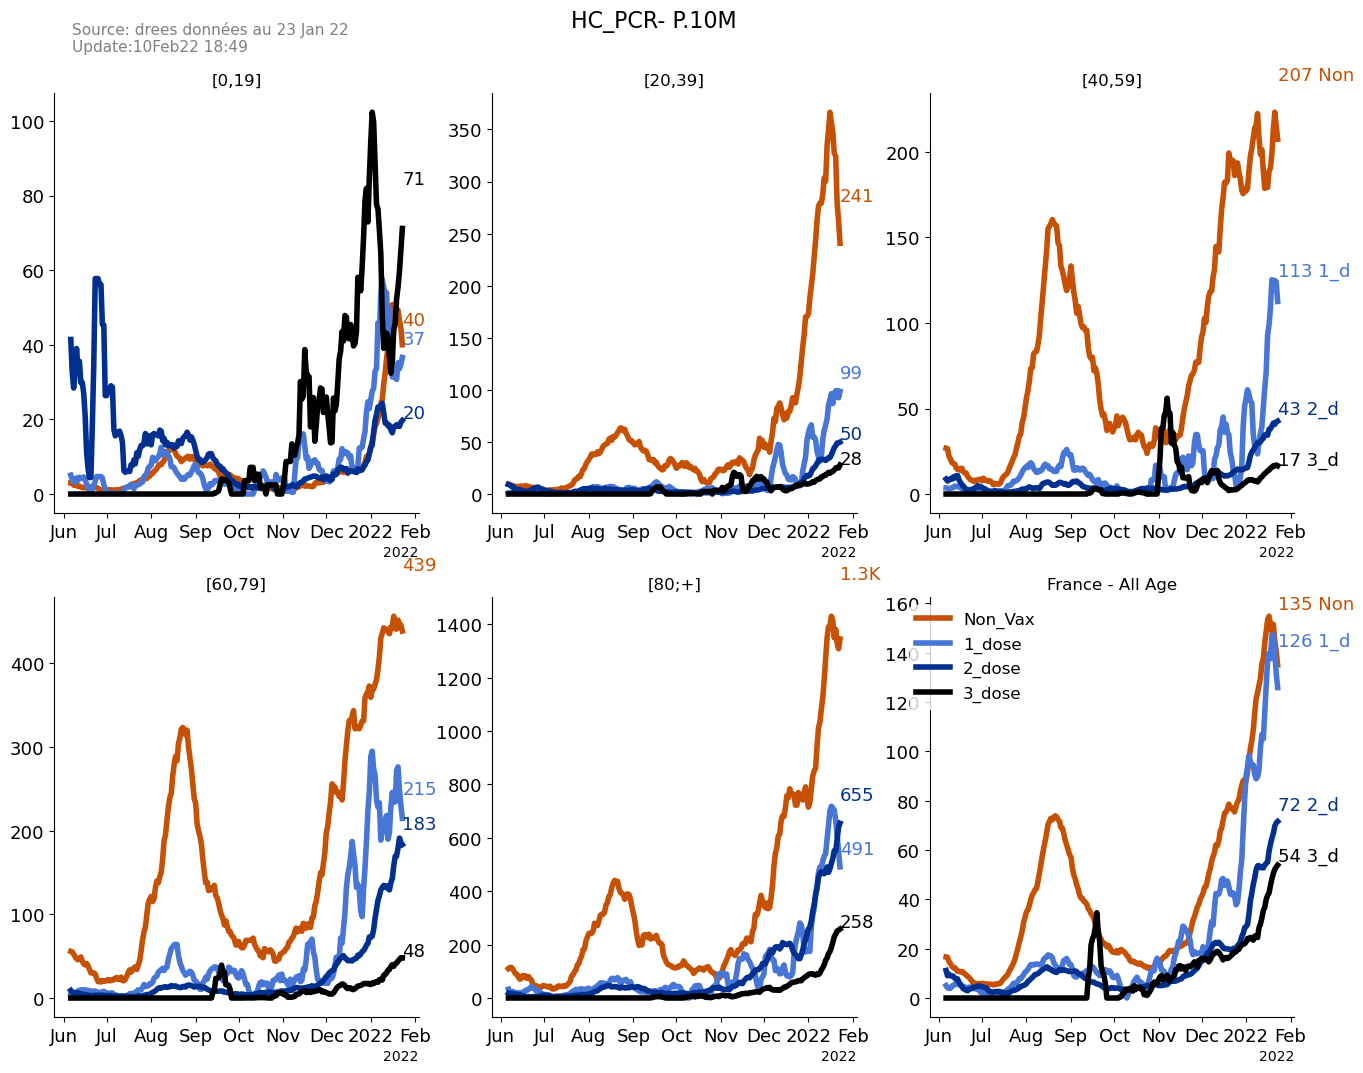 HC_PCR- P.10M
Source: drees données au 23 Jan 22
Update:10Feb22 18:49
[0,19]
100
80
60
40
20
0
71
40
37
20
Jun Jul Aug Sep Oct Nov Dec 2022 Feb
2022
[20,39]
350
300
250
200
150
100
50
0
241
99
50
28
Jun Jul Aug Sep Oct Nov Dec 2022 Feb
2022
[40,59]
200
150
100
50
0
207 Non
113 1_d
43 2_d
17 3_d
Jun Jul Aug Sep Oct Nov Dec 2022 Feb
2022
[60,79]
400
300
200
100
0
439
215
183
48
Jun Jul Aug Sep Oct Nov Dec 2022 Feb
2022
[80;+]
1400
1200
1000
800
600
400
200
0
1.3K
655
491
258
Jun Jul Aug Sep Oct Nov Dec 2022 Feb
2022
France - All Age
160
140
120
100
80
60
40
20
0
Non_Vax
1_dose
2_dose
3_dose
135 Non
126 1_d
72 2_d
54 3_d
Jun Jul Aug Sep Oct Nov Dec 2022 Feb
2022